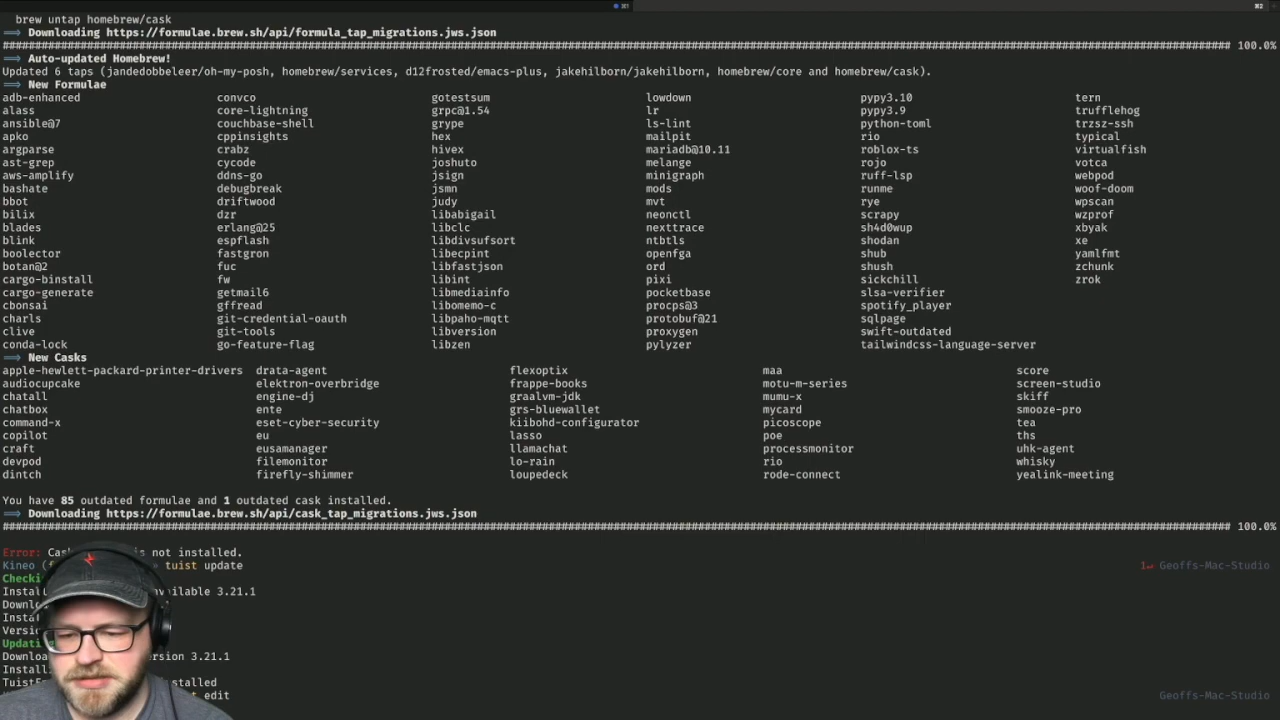 ⌘1 ⌘2
brew untap homebrew/cask
==> Downloading https://formulae.brew.sh/api/formula_tap_migrations.jws.json
100.0%
==> Auto-updated Homebrew!
Updated 6 taps (jandedobbeleer/oh-my-posh, homebrew/services, d12frosted/emacs-plus, jakehilborn/jakehilborn, homebrew/core and homebrew/cask).
==> New Formulae
adb-enhanced convco gotestsum lowdown pypy3.10 tern
alass core-lightning grpc@1.54 lr pypy3.9 trufflehog
ansible@7 couchbase-shell grype ls-lint python-toml trzsz-ssh
apko cppinsights hex mailpit rio typical
argparse crabz hivex mariadb@10.11 roblox-ts virtualfish
ast-grep cycode joshuto melange rojo votca
aws-amplify ddns-go jsign minigraph ruff-lsp webpod
bashate debugbreak jsmn mods runme woof-doom
bbot driftwood judy mvt rye wpscan
bilix dzr libabigail neonctl scrapy wzprof
blades erlang@25 libclc nexttrace sh4d0wup xbyak
blink espflash libdivsufsort ntbtls shodan xe
boolector fastgron libecpint openfga shub yamlfmt
botan@2 fuc libfastjson ord shush zchunk
cargo-binstall fw libint pixi sickchill zrok
cargo-generate getmail6 libmediainfo pocketbase slsa-verifier
cbonsai gffread libomemo-c procps@3 spotify_player
charls git-credential-oauth libpaho-mqtt protobuf@21 sqlpage
clive git-tools libversion proxygen swift-outdated
conda-lock go-feature-flag libzen pylyzer tailwindcss-language-server
==> New Casks
apple-hewlett-packard-printer-drivers drata-agent flexoptix maa score
audiocupcake elektron-overbridge frappe-books motu-m-series screen-studio
chatall engine-dj graalvm-jdk mumu-x skiff
chatbox ente grs-bluewallet mycard smooze-pro
command-x eset-cyber-security kiibohd-configurator picoscope tea
copilot eu lasso poe ths
craft eusamanager llamachat processmonitor uhk-agent
devpod filemonitor lo-rain rio whisky
dintch firefly-shimmer loupedeck rode-connect yealink-meeting
You have 85 outdated formulae and 1 outdated cask installed.
==> Downloading https://formulae.brew.sh/api/cask_tap_migrations.jws.json
100.0%
Error: is not installed.
Kineo » tuist update 1↵ Geoffs-Mac-Studio
available 3.21.1
version 3.21.1
edit Geoffs-Mac-Studio